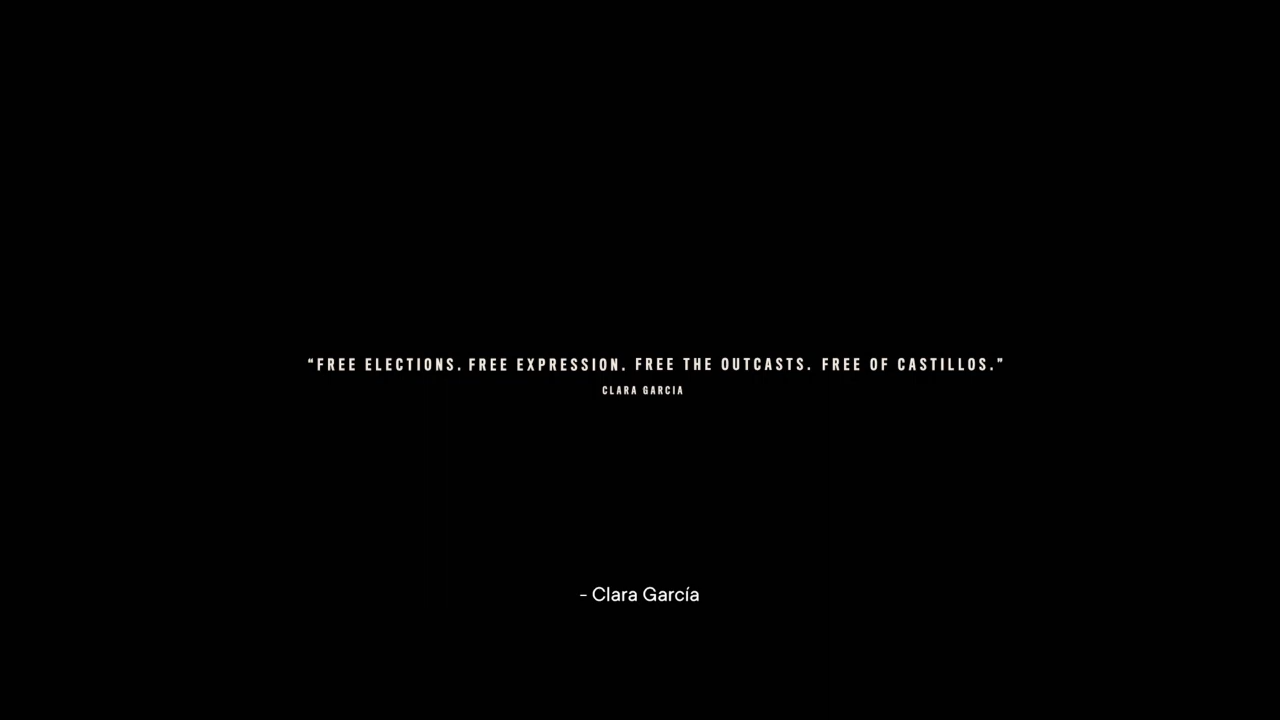 “FREE ELECTIONS. FREE EXPRESSION. FREE THE OUTCASTS. FREE OF CASTILLOS.”
CLARA GARCIA
- Clara García